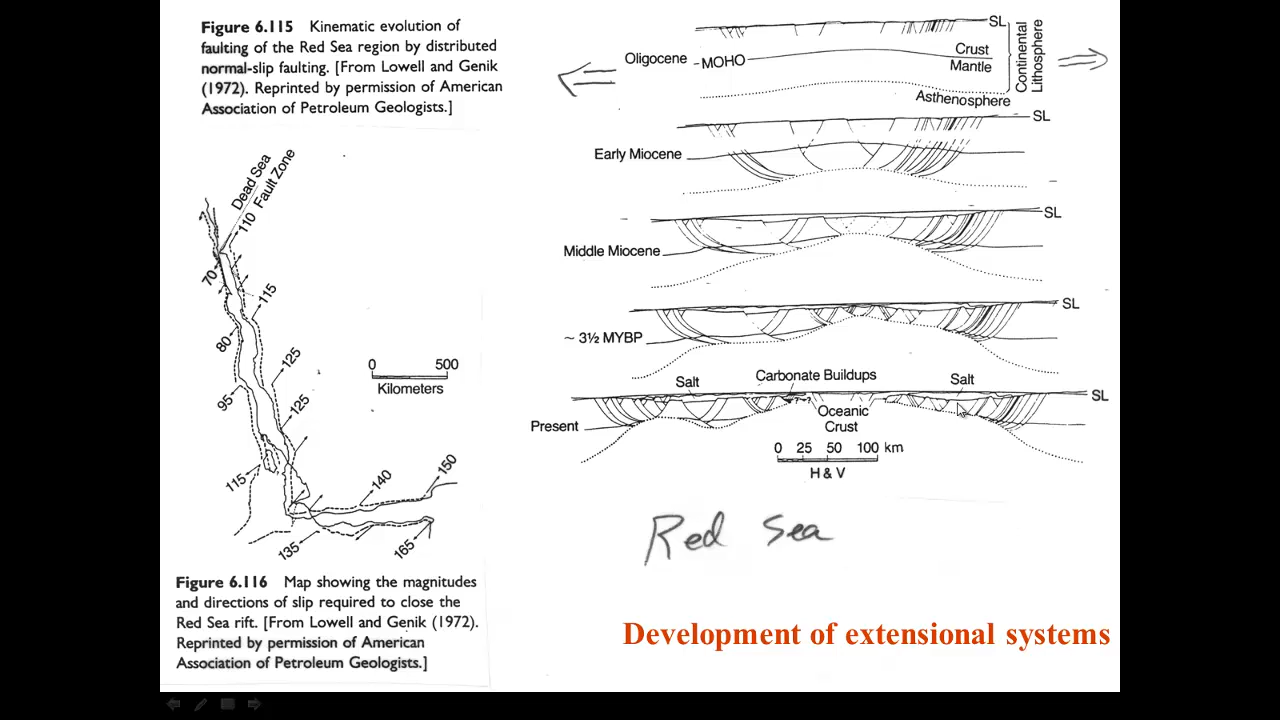 Figure 6.115 Kinematic evolution of
faulting of the Red Sea region by distributed
normal-slip faulting. [From Lowell and Genik
(1972). Reprinted by permission of American
Association of Petroleum Geologists.]
SL
Oligocene
MOHO
Crust
Mantle
Continental
Lithosphere
Asthenosphere
SL
Early Miocene
SL
Middle Miocene
SL
~ 3½ MYBP
Salt
Carbonate Buildups
Salt
SL
- ? - ?
Present
Oceanic
Crust
0 25 50 100 km
H & V
Dead Sea
Fault Zone
110
70
115
80
125
95
125
115
140
150
135
165
0 500
Kilometers
Figure 6.116 Map showing the magnitudes
and directions of slip required to close the
Red Sea rift. [From Lowell and Genik (1972).
Reprinted by permission of American
Association of Petroleum Geologists.]
Red Sea
Development of extensional systems